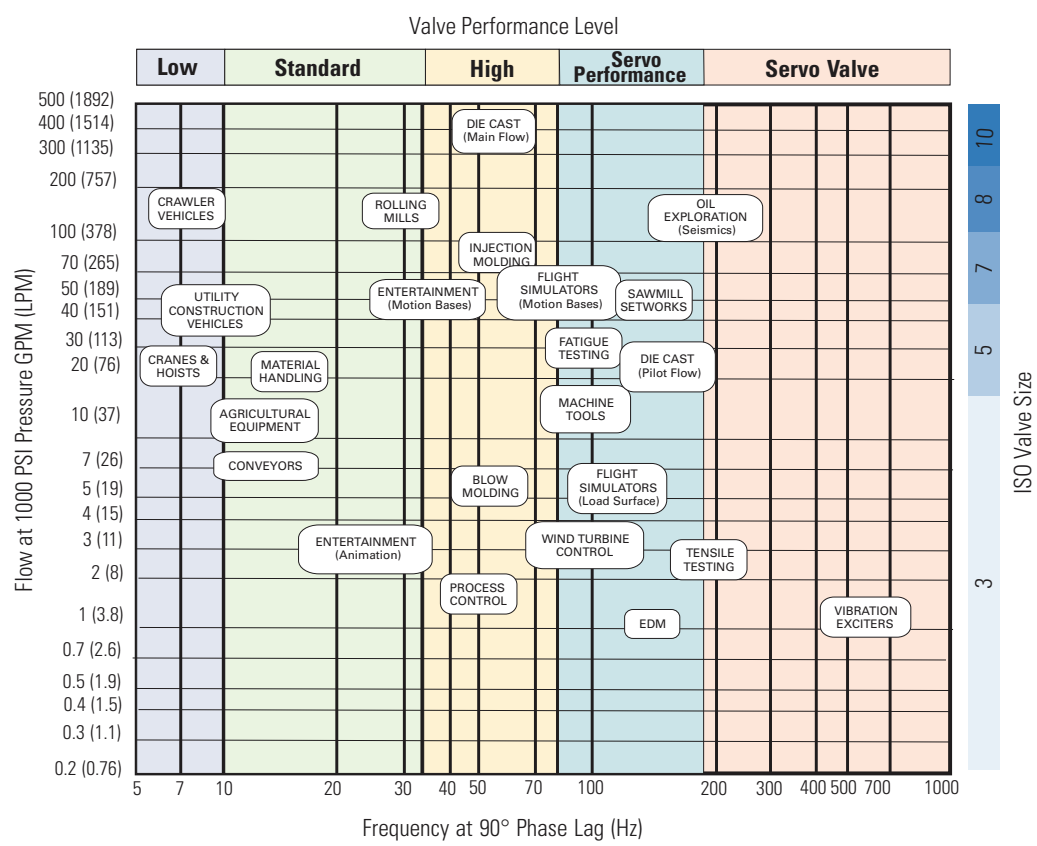 Valve Performance Level
Low
Standard
High
Servo
Performance
Servo Valve
Flow at 1000 PSI Pressure GPM (LPM)
500 (1892)
400 (1514)
300 (1135)
200 (757)
100 (378)
70 (265)
50 (189)
40 (151)
30 (113)
20 (76)
10 (37)
7 (26)
5 (19)
4 (15)
3 (11)
2 (8)
1 (3.8)
0.7 (2.6)
0.5 (1.9)
0.4 (1.5)
0.3 (1.1)
0.2 (0.76)
DIE CAST
(Main Flow)
CRAWLER
VEHICLES
ROLLING
MILLS
OIL
EXPLORATION
(Seismics)
INJECTION
MOLDING
UTILITY
CONSTRUCTION
VEHICLES
ENTERTAINMENT
(Motion Bases)
FLIGHT
SIMULATORS
(Motion Bases)
SAWMILL
SETWORKS
CRANES &
HOISTS
MATERIAL
HANDLING
FATIGUE
TESTING
DIE CAST
(Pilot Flow)
AGRICULTURAL
EQUIPMENT
MACHINE
TOOLS
CONVEYORS
BLOW
MOLDING
FLIGHT
SIMULATORS
(Load Surface)
ENTERTAINMENT
(Animation)
WIND TURBINE
CONTROL
TENSILE
TESTING
PROCESS
CONTROL
EDM
VIBRATION
EXCITERS
10
8
7
5
3
ISO Valve Size
5 7 10 20 30 40 50 70 100 200 300 400 500 700 1000
Frequency at 90° Phase Lag (Hz)